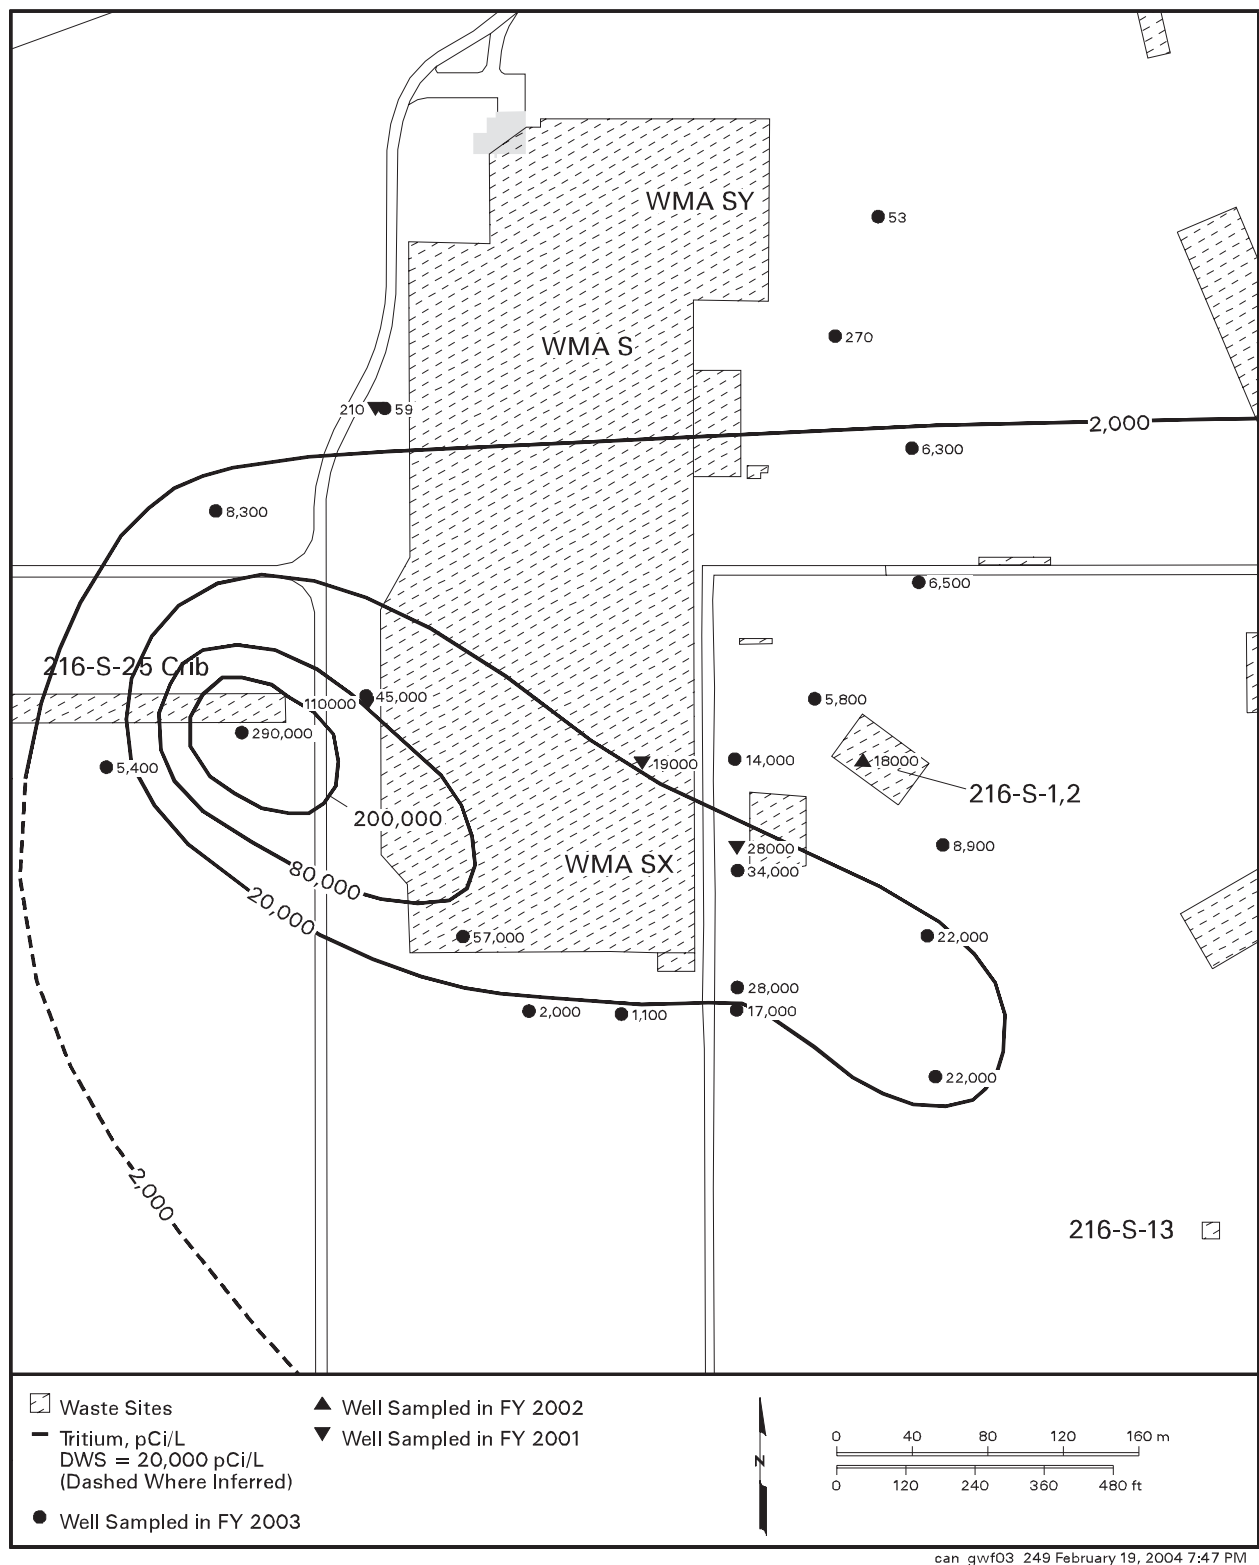 WMA SY
53
270
WMA S
210
59
2,000
6,300
8,300
6,500
216-S-25 Crib
110000
45,000
5,800
290,000
5,400
19000
14,000
18000
216-S-1,2
200,000
28000
8,900
WMA SX
34,000
80,000
20,000
57,000
22,000
28,000
2,000
1,100
17,000
22,000
2,000
216-S-13
Waste Sites
Tritium, pCi/L
DWS = 20,000 pCi/L
(Dashed Where Inferred)
Well Sampled in FY 2003
Well Sampled in FY 2002
Well Sampled in FY 2001
N
0 40 80 120 160 m
0 120 240 360 480 ft
can_gwf03_249 February 19, 2004 7:47 PM